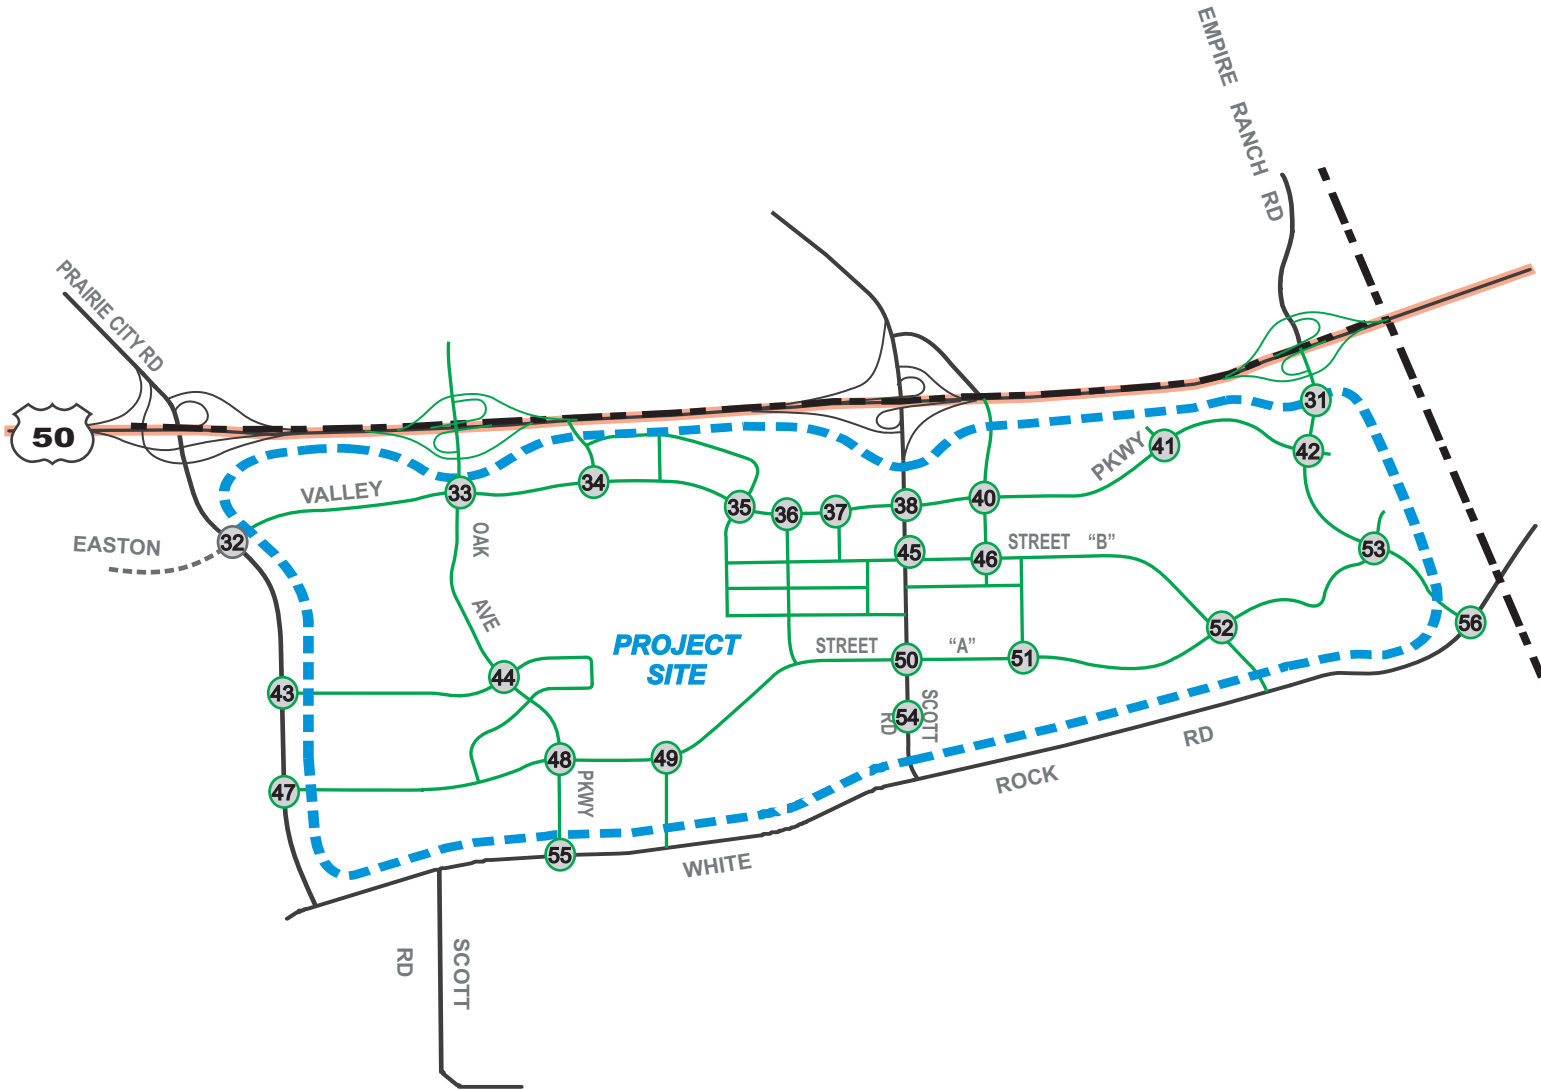 EMPIRE RANCH RD
PRAIRIE CITY RD
50
31
41
PKWY
42
VALLEY
33
34
35
36
37
38
40
32
EASTON
OAK
AVE
45
46
STREET "B"
53
PROJECT
SITE
STREET
50
"A"
51
52
56
44
43
54
SCOTT
RD
48
49
PKWY
47
ROCK
RD
55
WHITE
SCOTT
RD